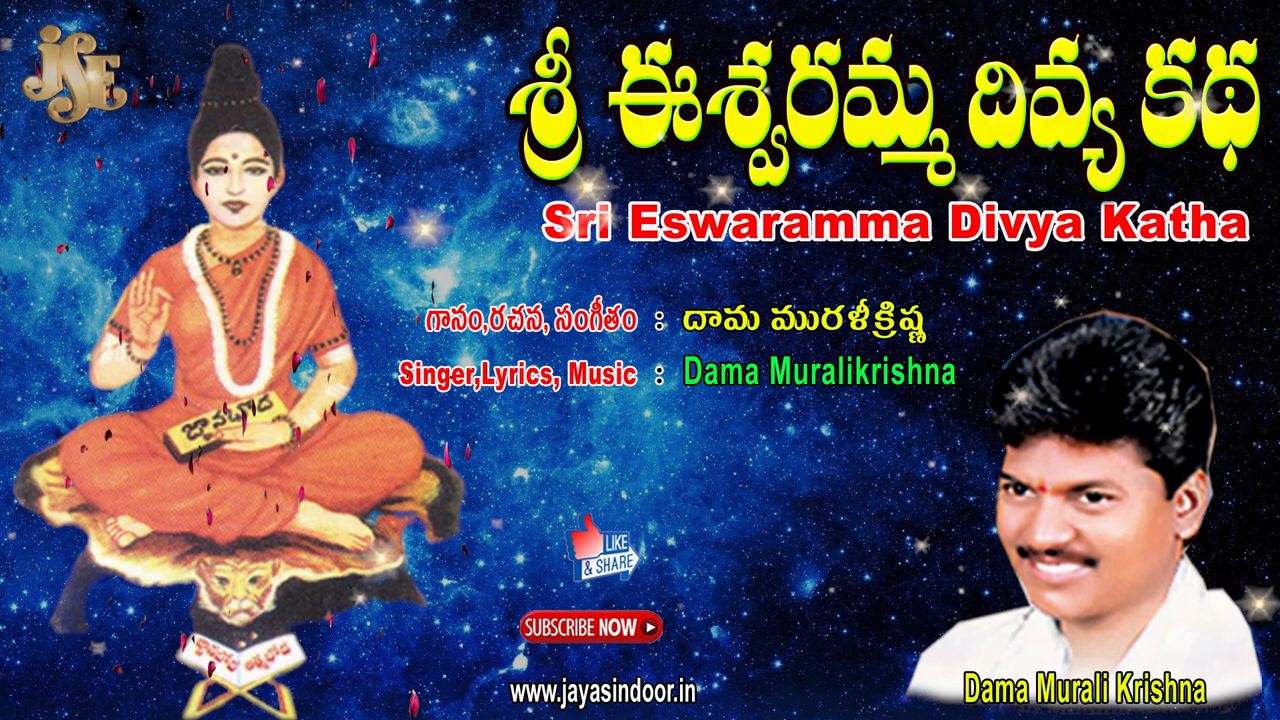 JSE
శ్రీ ఈశ్వరమ్మ దివ్య కథ
Sri Eswaramma Divya Katha
గానం,రచన, సంగీతం : దామ మురళీక్రిష్ణ
Singer,Lyrics, Music : Dama Muralikrishna
LIKE
& SHARE
SUBSCRIBE NOW
www.jayasindoor.in
Dama Murali Krishna